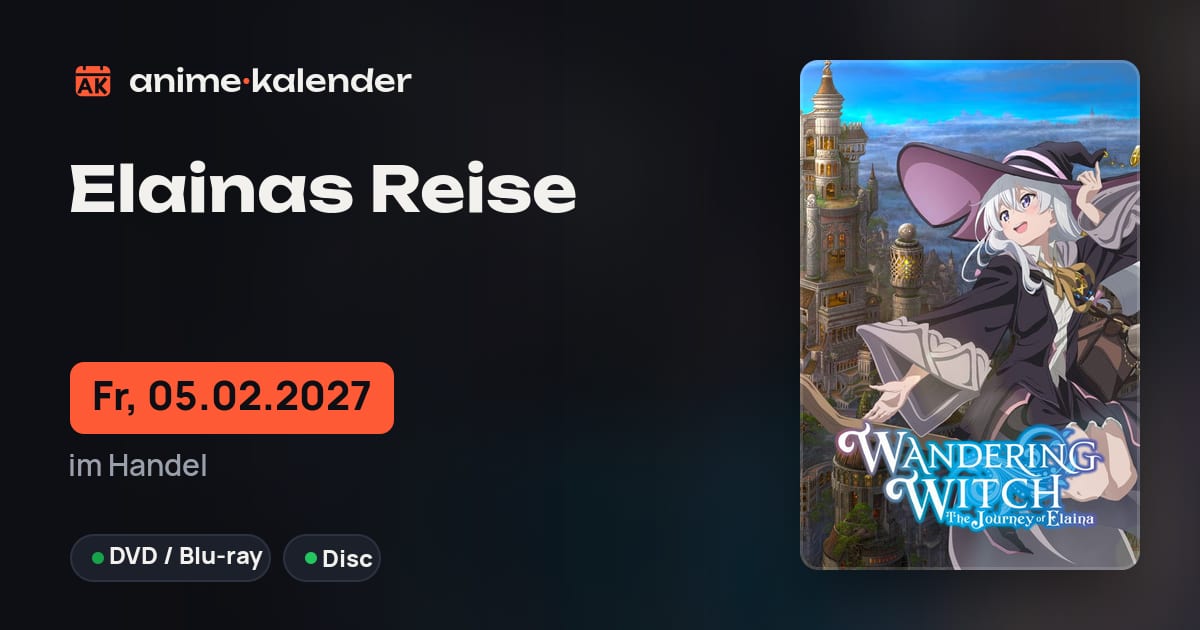 AK anime·kalender
Elainas Reise
Fr, 05.02.2027
im Handel
DVD / Blu-ray
Disc
WANDERING
WITCH
The Journey of Elaina